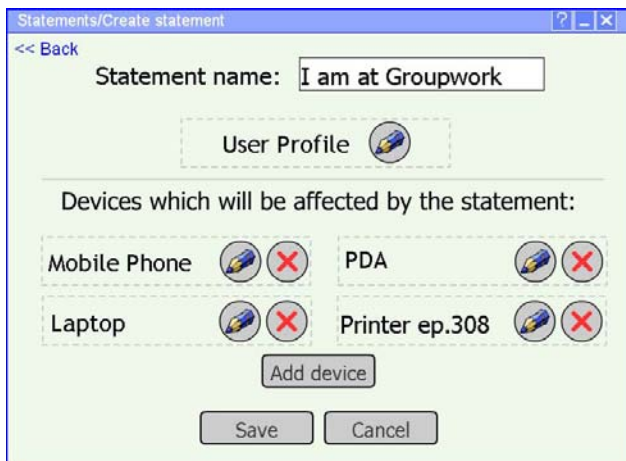 Statements/Create statement
<< Back
Statement name: I am at Groupwork
User Profile
Devices which will be affected by the statement:
Mobile Phone
PDA
Laptop
Printer ep.308
Add device
Save
Cancel